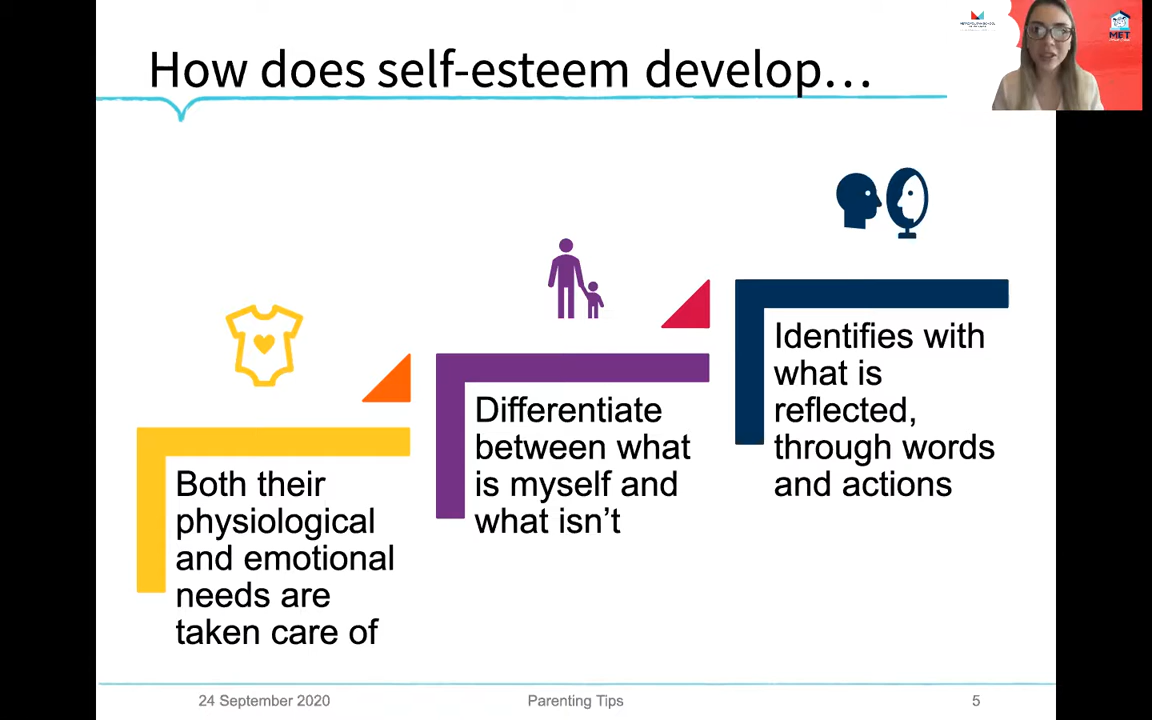 How does self-esteem develop…
MET
Both their
physiological
and emotional
needs are
taken care of
Differentiate
between what
is myself and
what isn’t
Identifies with
what is
reflected,
through words
and actions
24 September 2020
Parenting Tips
5